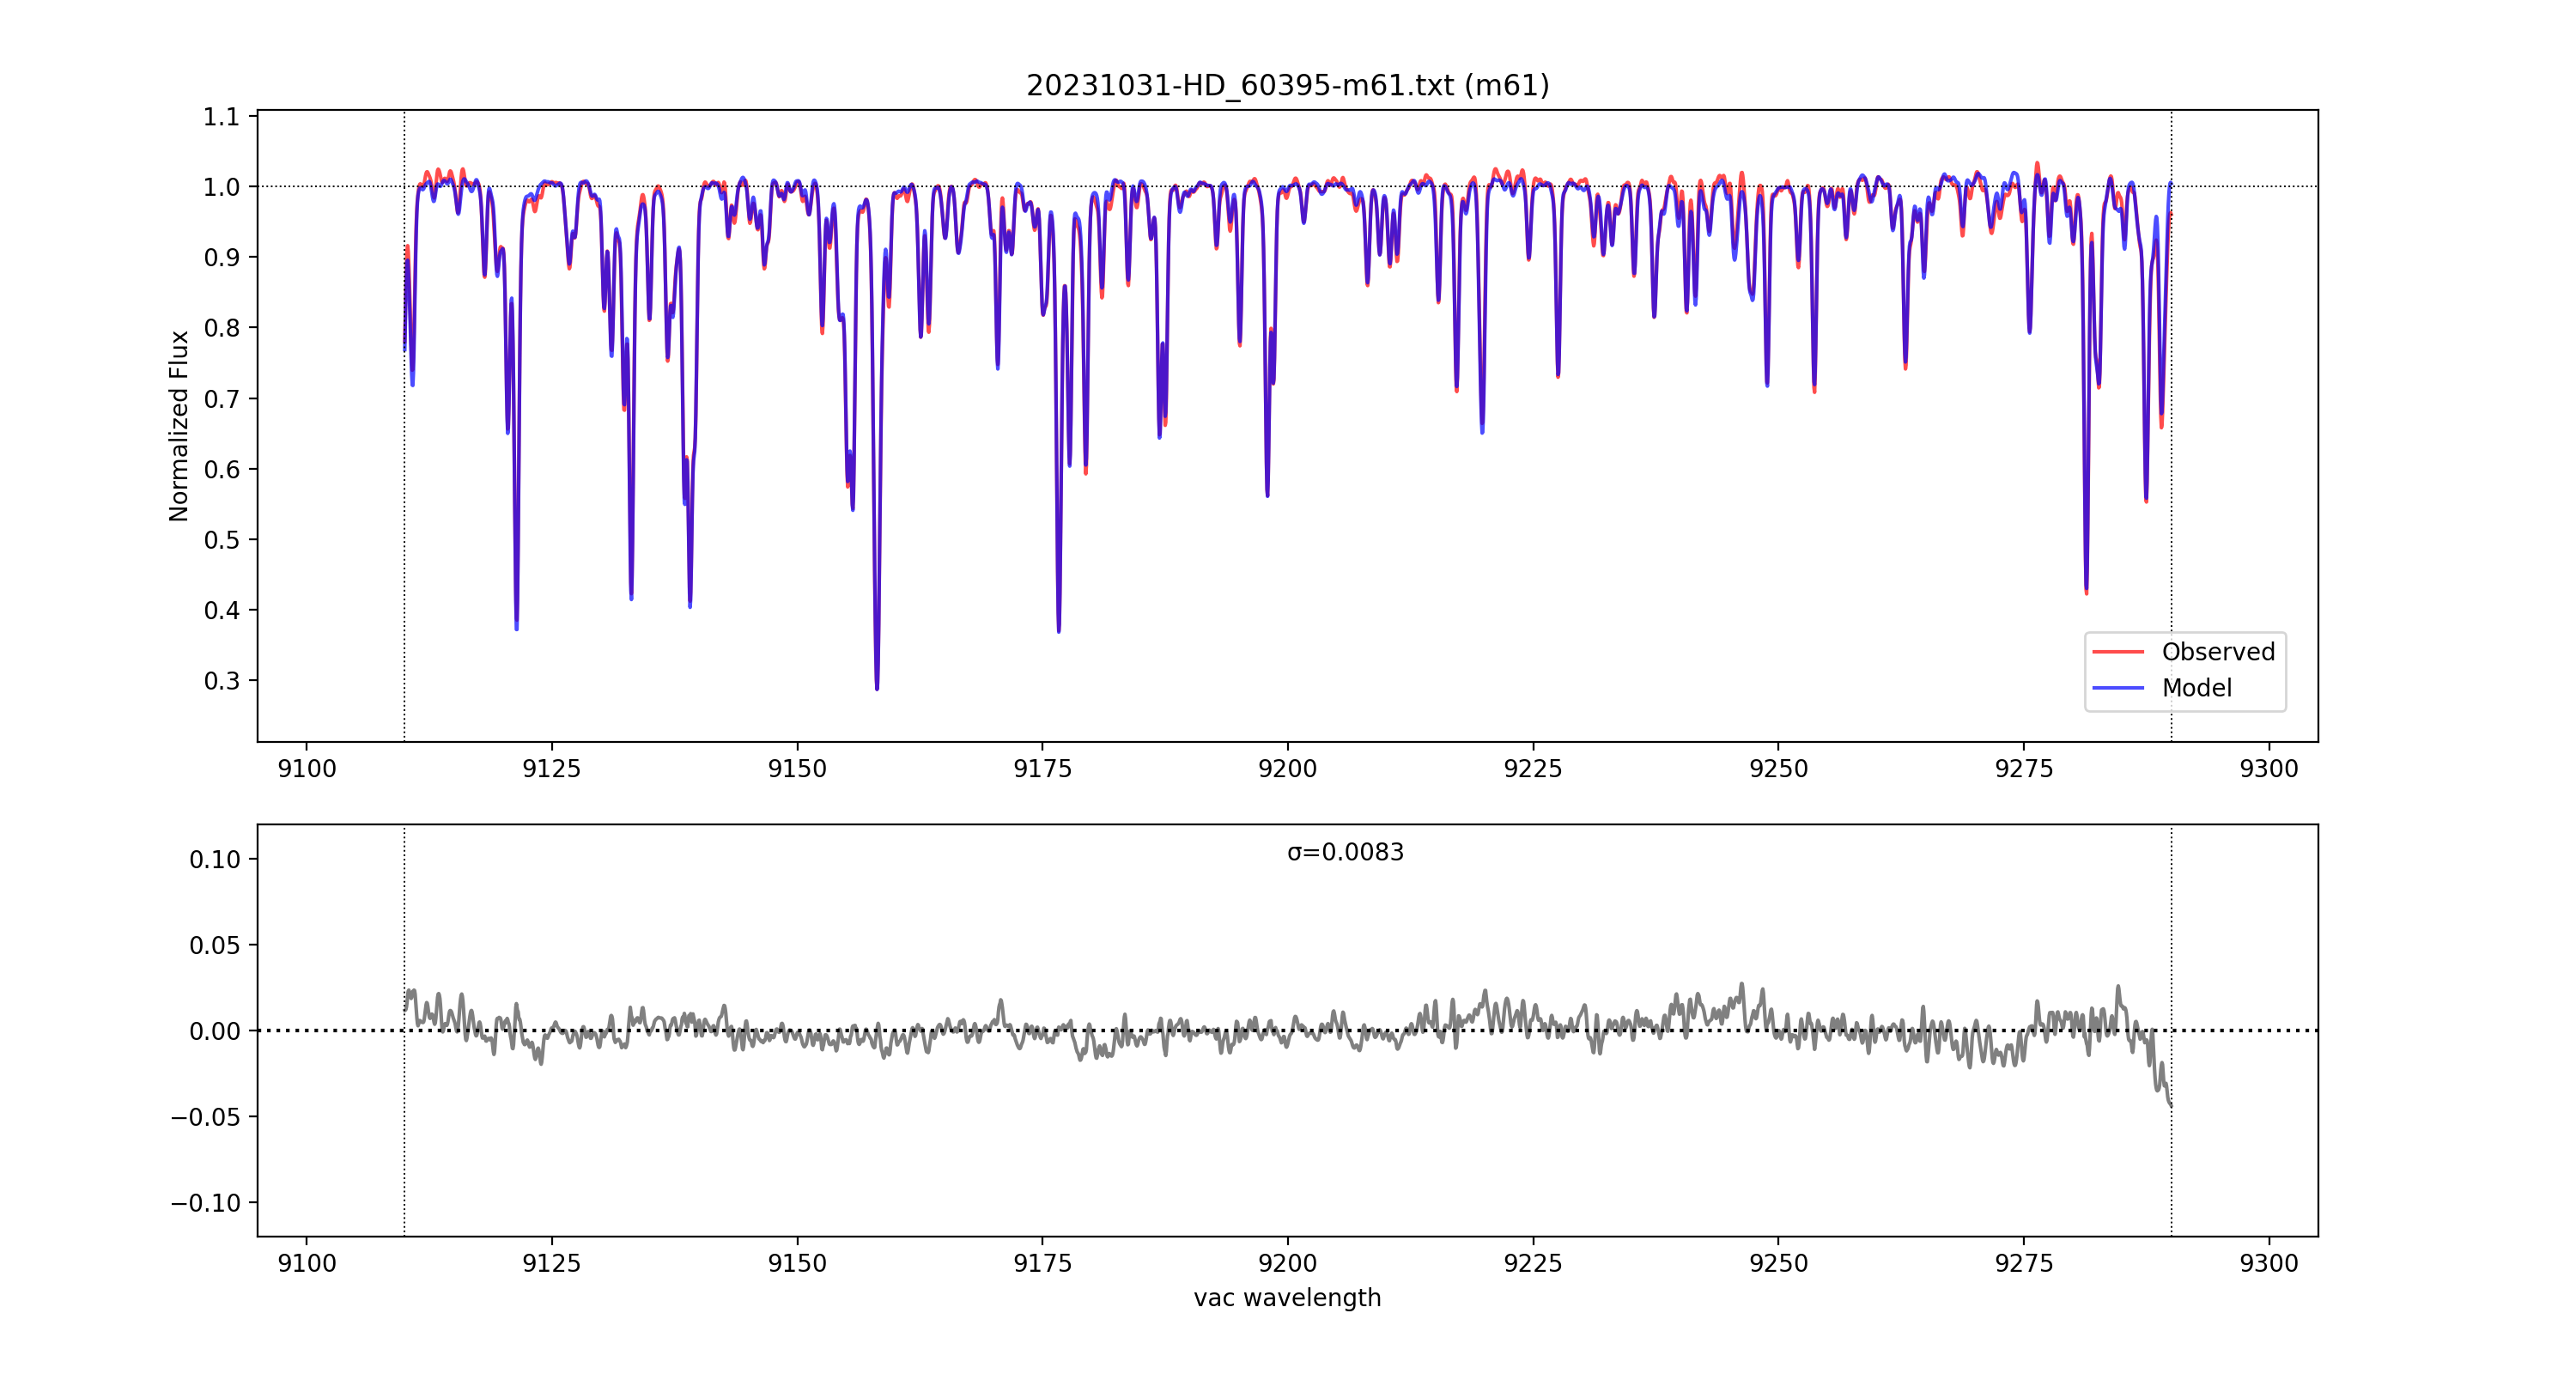 20231031-HD_60395-m61.txt (m61)
1.1
1.0
0.9
0.8
0.7
0.6
0.5
0.4
0.3
Normalized Flux
Observed
Model
9100 9125 9150 9175 9200 9225 9250 9275 9300
σ=0.0083
0.10
0.05
0.00
−0.05
−0.10
9100 9125 9150 9175 9200 9225 9250 9275 9300
vac wavelength